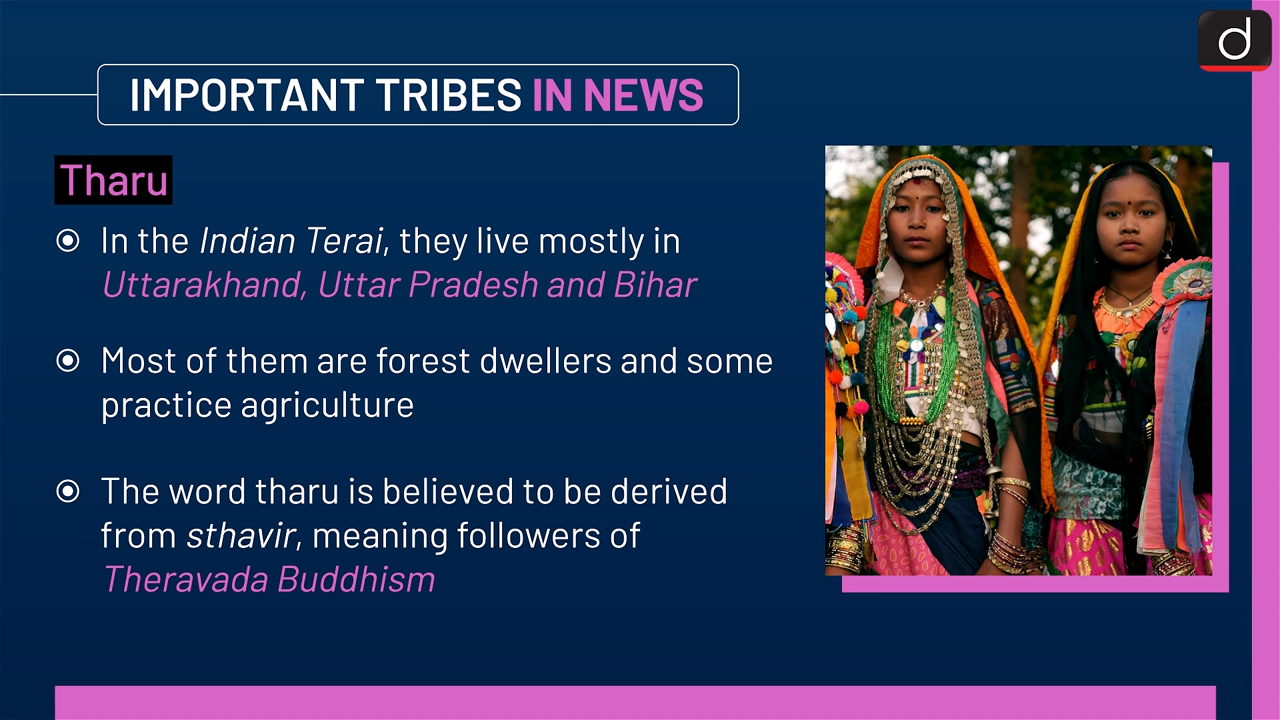 d
IMPORTANT TRIBES IN NEWS
Tharu
In the Indian Terai, they live mostly in
Uttarakhand, Uttar Pradesh and Bihar
Most of them are forest dwellers and some
practice agriculture
The word tharu is believed to be derived
from sthavir, meaning followers of
Theravada Buddhism